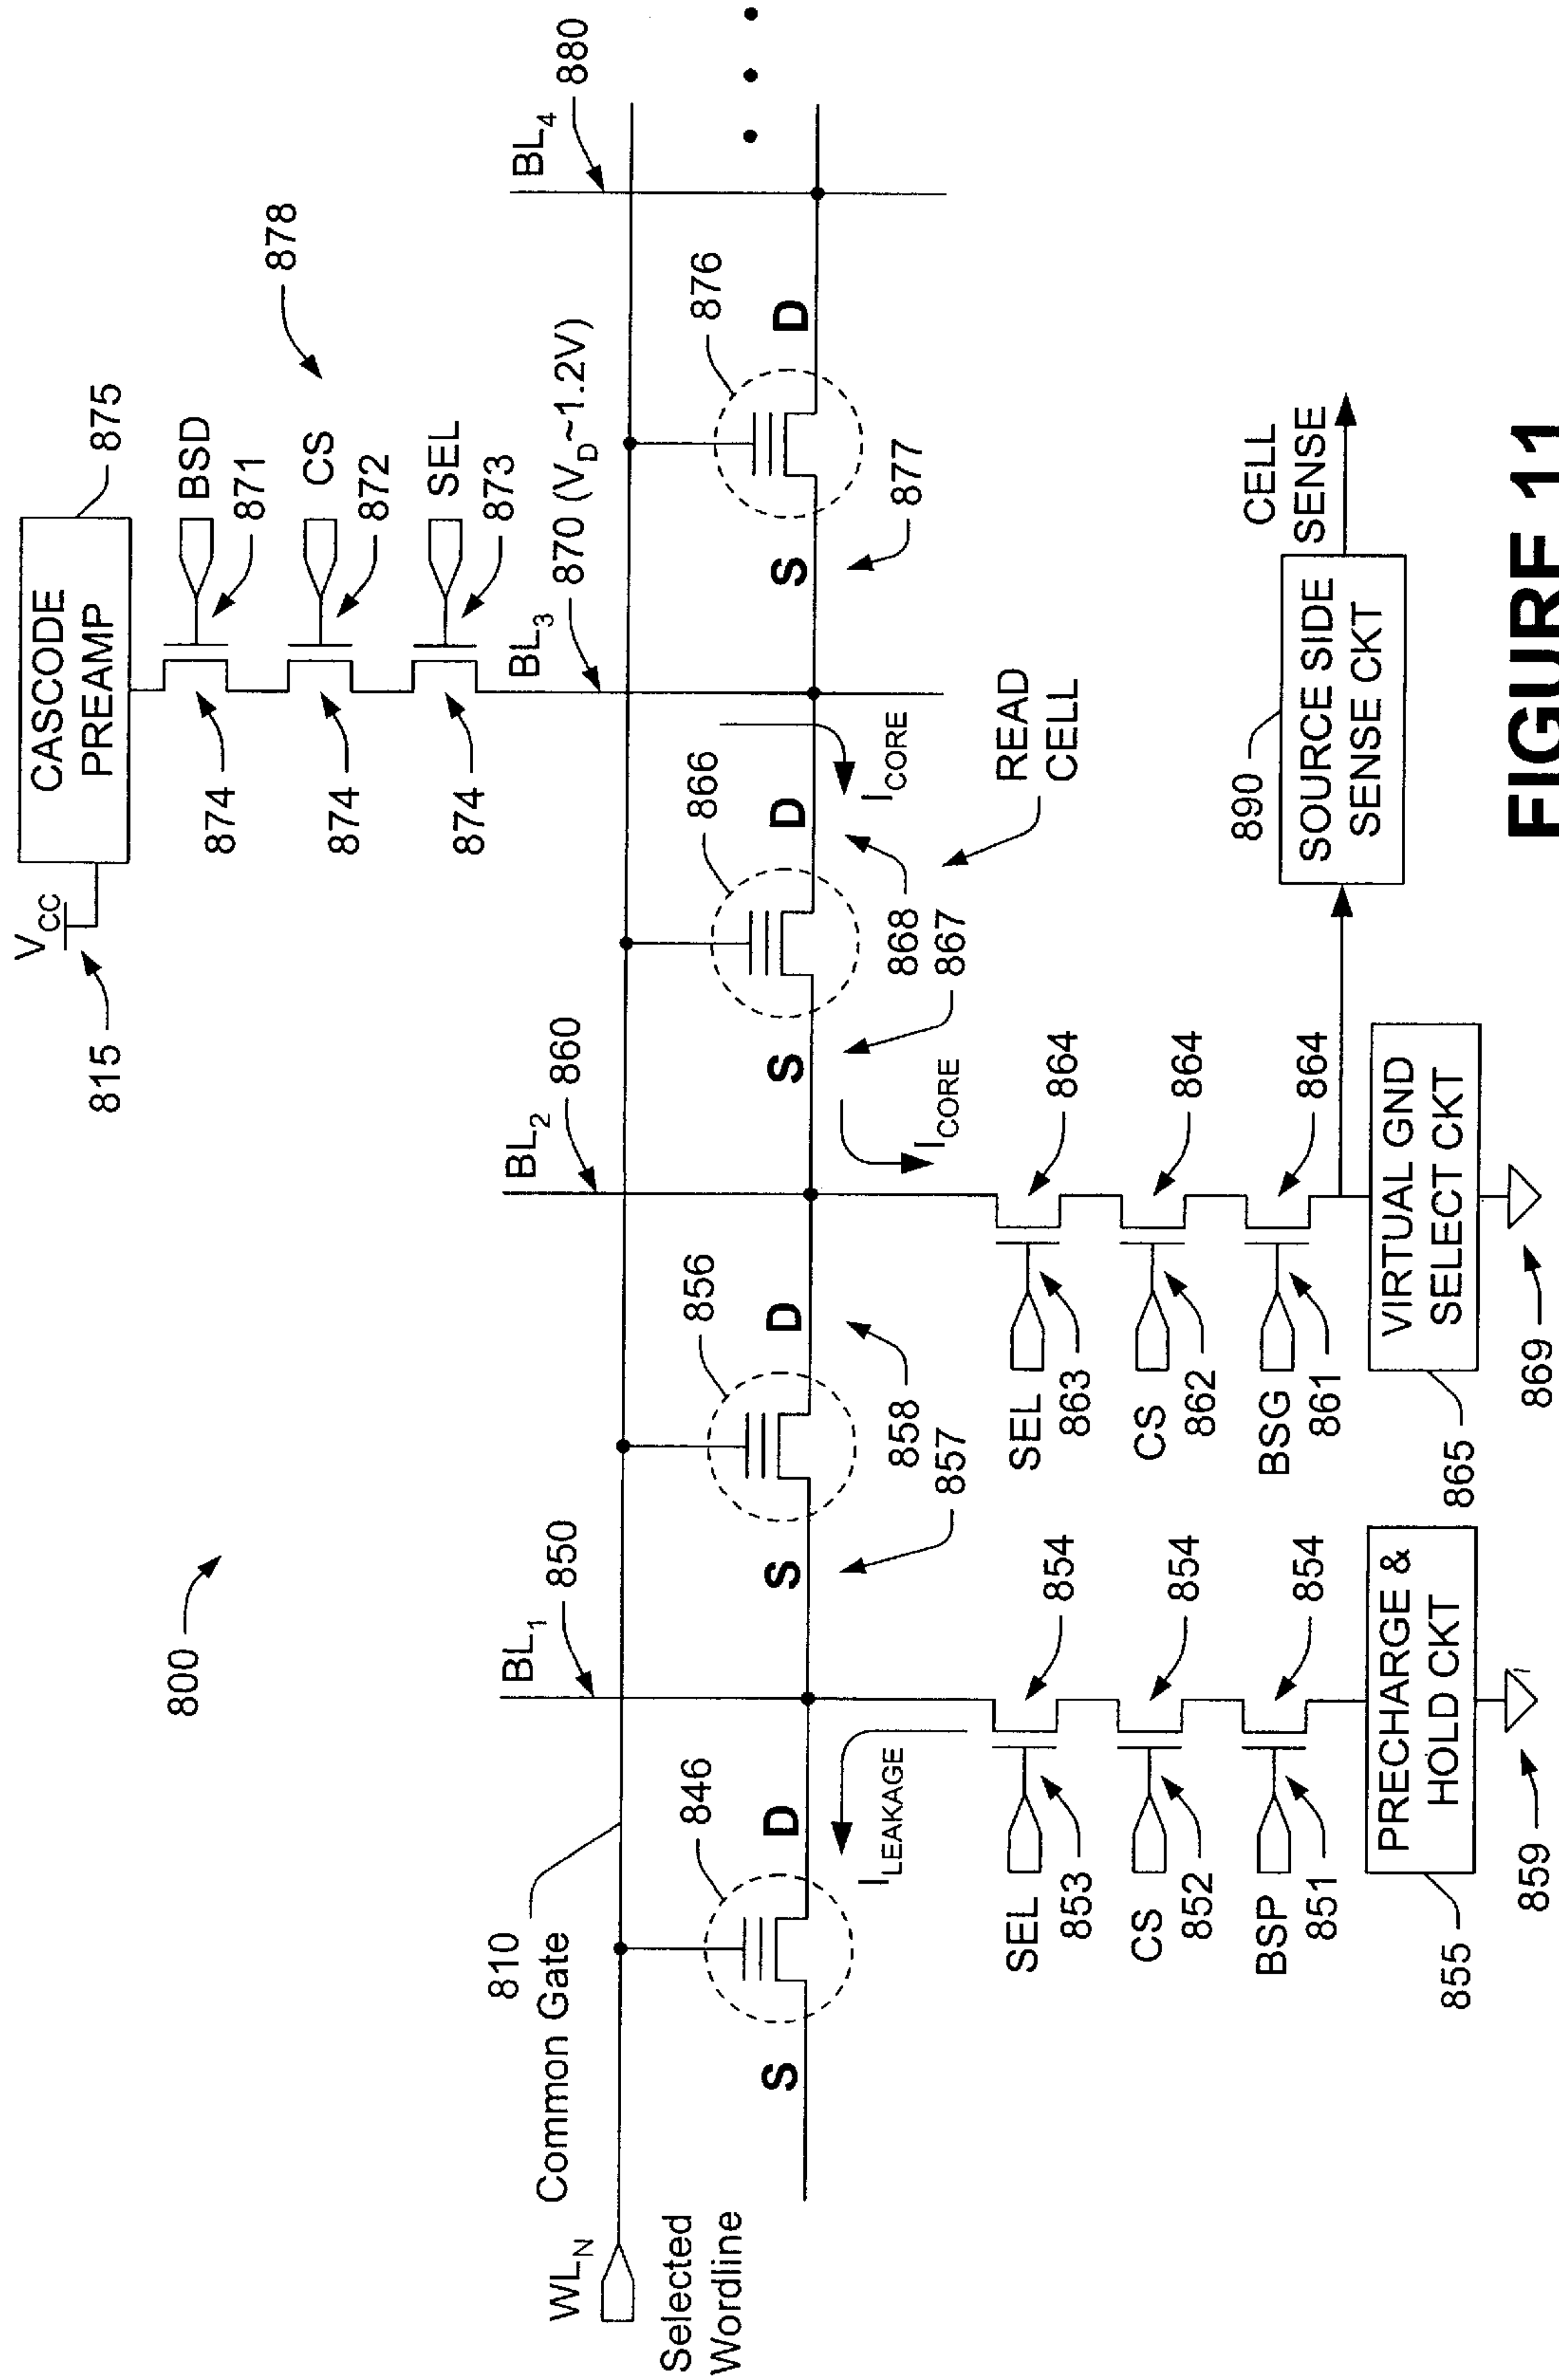 800
V_CC
815
CASCODE
PREAMP
875
874
BSD
871
874
CS
872
878
874
SEL
873
WL_N
Selected
Wordline
810
Common Gate
BL_1
850
BL_2
860
BL_3
870 (V_D~1.2V)
BL_4
880
846
856
866
876
S
D
S
D
S
D
S
D
I_LEAKAGE
857
858
I_CORE
867
868
I_CORE
READ
CELL
877
SEL
853
854
CS
852
854
BSP
851
854
PRECHARGE &
HOLD CKT
855
859
SEL
863
864
CS
862
864
BSG
861
864
VIRTUAL GND
SELECT CKT
865
869
890
SOURCE SIDE
SENSE CKT
CELL
SENSE
FIGURE 11